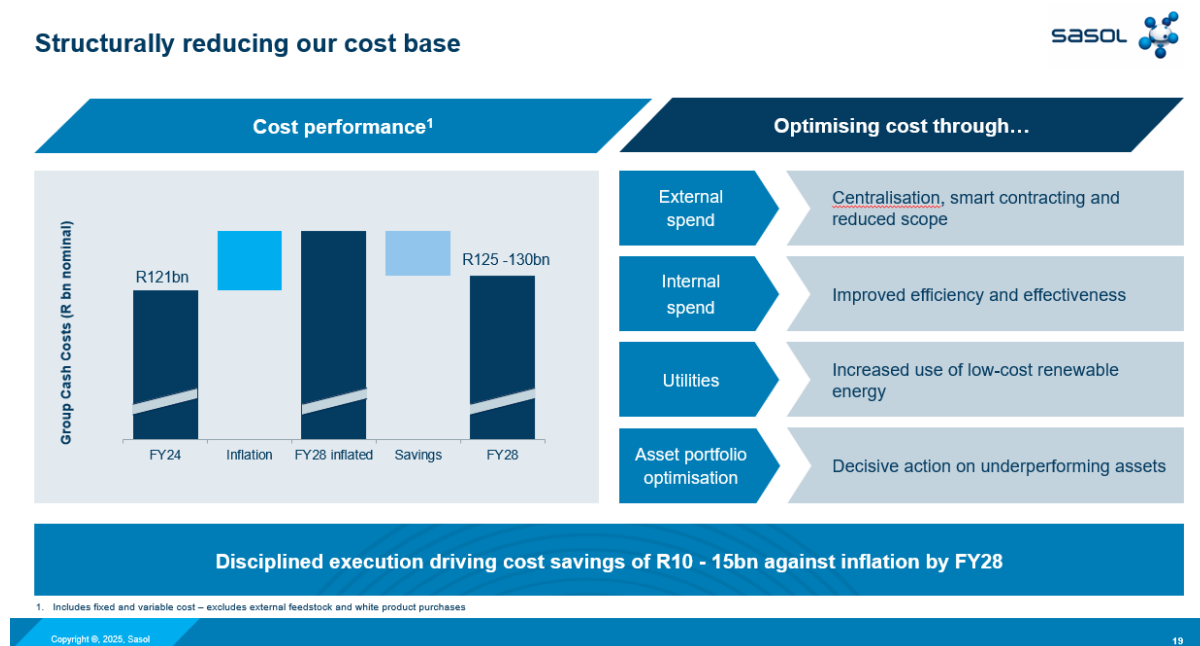 Structurally reducing our cost base
sasol
Cost performance1
Optimising cost through…
Group Cash Costs (R bn nominal)
R121bn
R125 -130bn
FY24
Inflation
FY28 inflated
Savings
FY28
External
spend
Centralisation, smart contracting and
reduced scope
Internal
spend
Improved efficiency and effectiveness
Utilities
Increased use of low-cost renewable
energy
Asset portfolio
optimisation
Decisive action on underperforming assets
Disciplined execution driving cost savings of R10 - 15bn against inflation by FY28
1. Includes fixed and variable cost – excludes external feedstock and white product purchases
Copyright ©, 2025, Sasol
19